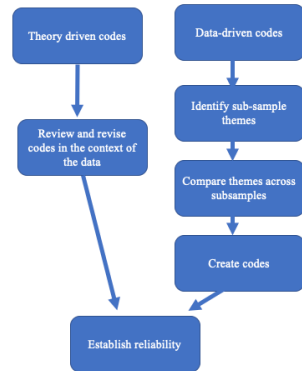 Theory driven codes
Data-driven codes
Identify sub-sample
themes
Review and revise
codes in the context of
the data
Compare themes across
subsamples
Create codes
Establish reliability